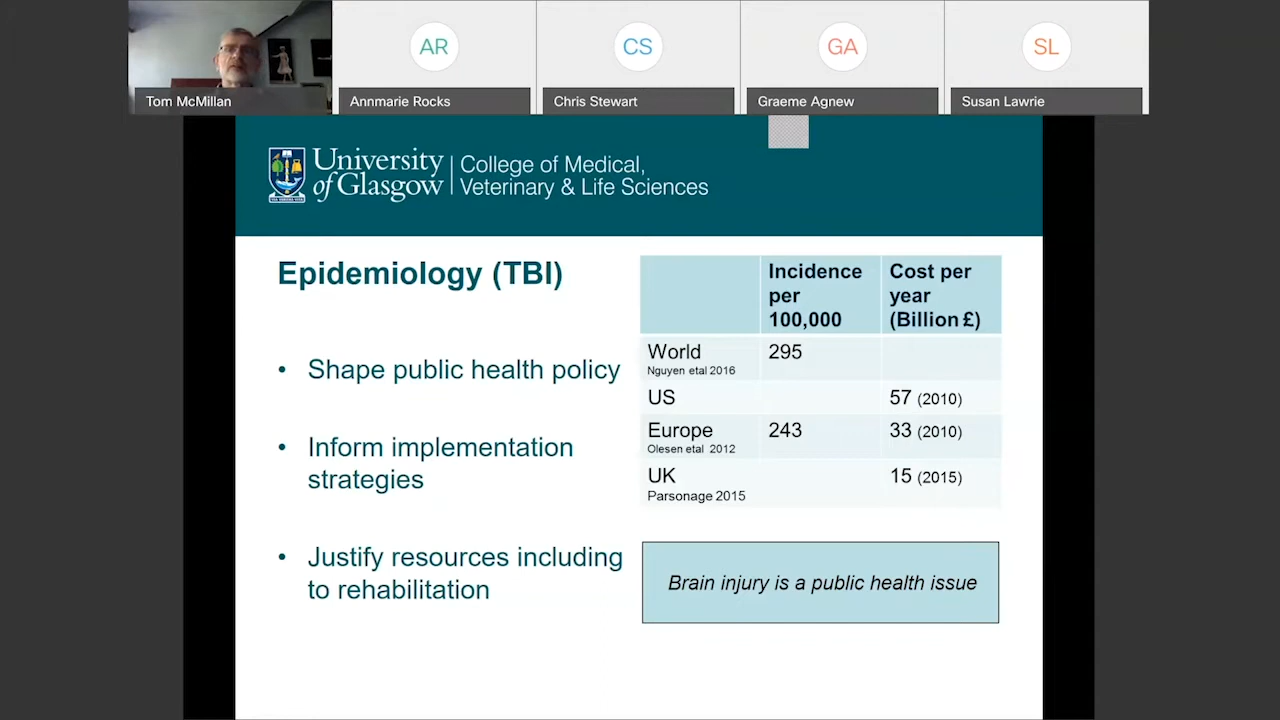 AR
CS
GA
SL
Tom McMillan
Annmarie Rocks
Chris Stewart
Graeme Agnew
Susan Lawrie
University
of Glasgow
College of Medical,
Veterinary & Life Sciences
Epidemiology (TBI)
• Shape public health policy
• Inform implementation
strategies
• Justify resources including
to rehabilitation
Incidence
per
100,000
Cost per
year
(Billion £)
World 295
Nguyen etal 2016
US 57 (2010)
Europe 243 33 (2010)
Olesen etal 2012
UK 15 (2015)
Parsonage 2015
Brain injury is a public health issue